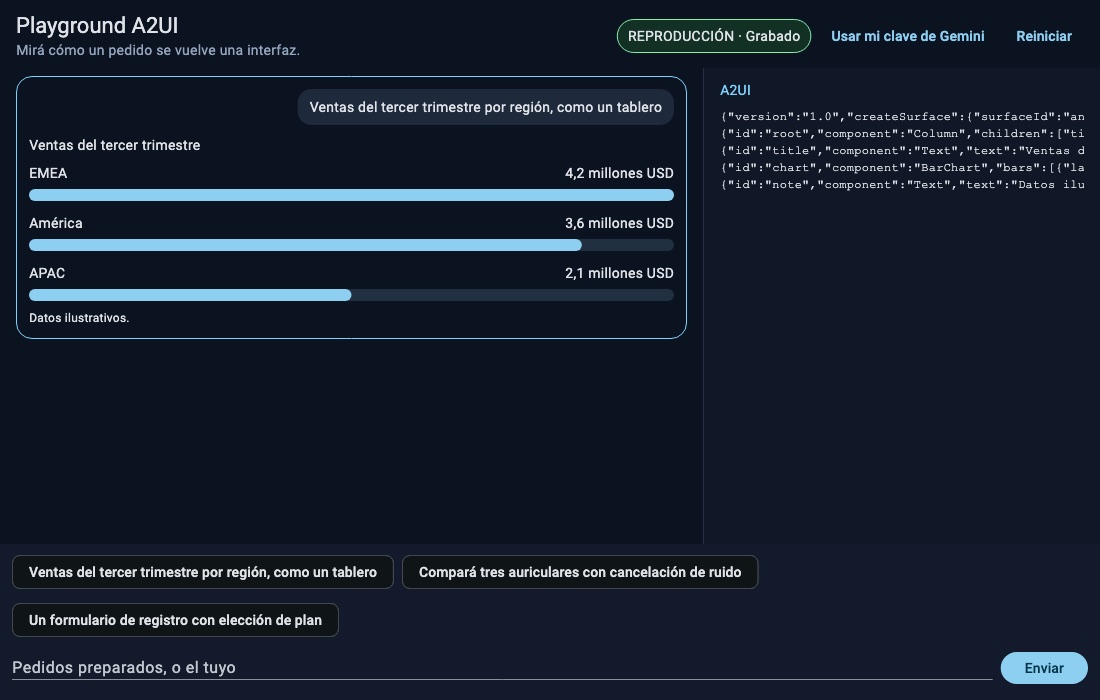 Playground A2UI
Mirá cómo un pedido se vuelve una interfaz.
REPRODUCCIÓN · Grabado
Usar mi clave de Gemini
Reiniciar
Ventas del tercer trimestre por región, como un tablero
Ventas del tercer trimestre
EMEA 4,2 millones USD
América 3,6 millones USD
APAC 2,1 millones USD
Datos ilustrativos.
A2UI
{"version":"1.0","createSurface":{"surfaceId":"an
{"id":"root","component":"Column","children":["ti
{"id":"title","component":"Text","text":"Ventas d
{"id":"chart","component":"BarChart","bars":[{"la
{"id":"note","component":"Text","text":"Datos ilu
Ventas del tercer trimestre por región, como un tablero
Compará tres auriculares con cancelación de ruido
Un formulario de registro con elección de plan
Pedidos preparados, o el tuyo
Enviar